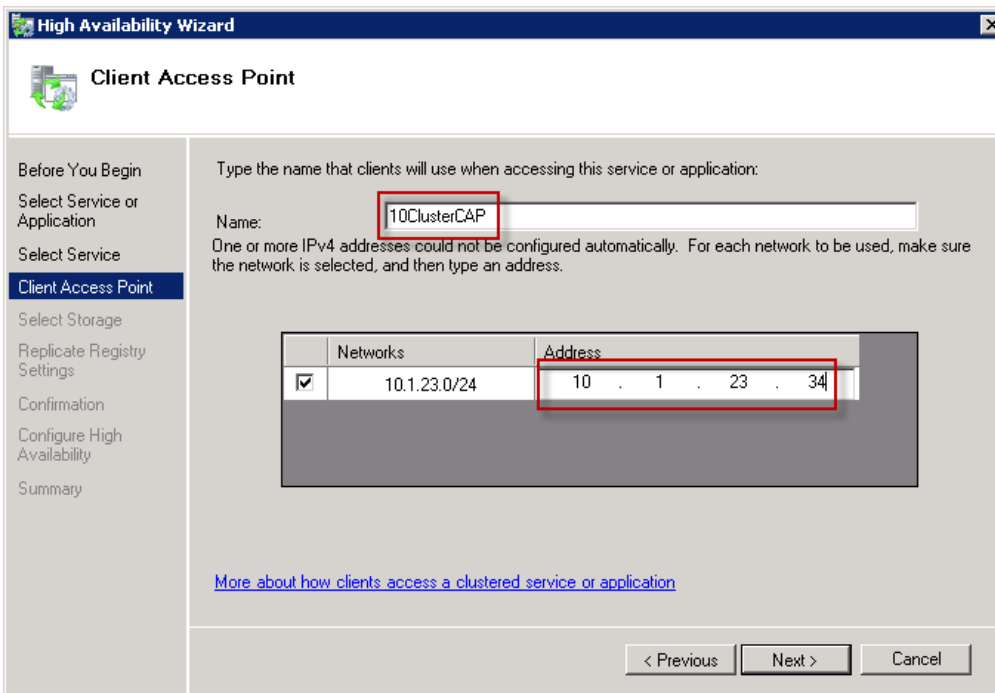 High Availability Wizard
Client Access Point
Before You Begin
Select Service or
Application
Select Service
Client Access Point
Select Storage
Replicate Registry
Settings
Confirmation
Configure High
Availability
Summary
Type the name that clients will use when accessing this service or application:
Name: 10ClusterCAP
One or more IPv4 addresses could not be configured automatically. For each network to be used, make sure
the network is selected, and then type an address.
Networks Address
10.1.23.0/24 10 . 1 . 23 . 34
More about how clients access a clustered service or application
< Previous Next > Cancel